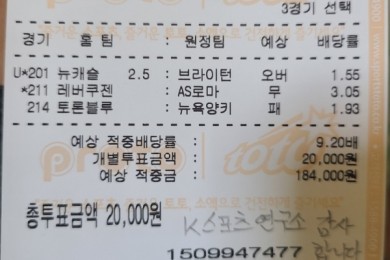 3경기 선택
경기 홈팀 : 원정팀 예상 배당률
U*201 뉴캐슬 2.5 : 브라이턴 오버 1.55
*211 레버쿠젠 : AS로마 무 3.05
214 토론블루 : 뉴욕양키 패 1.93
예상 적중배당률 : 9.20배
개별투표금액 : 20,000원
예상 적중금 : 184,000원
총투표금액 20,000원 K스포츠연구소 감사
합니다
1509947477